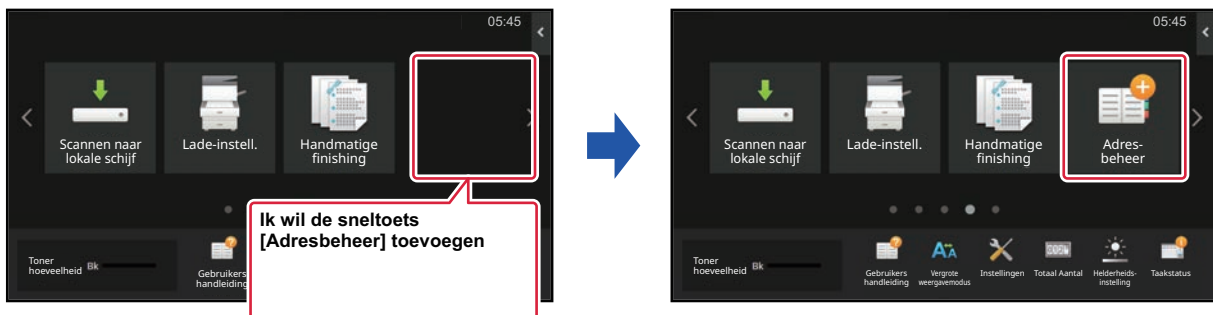 05:45
Scannen naar
lokale schijf
Lade-instell.
Handmatige
finishing
Ik wil de sneltoets
[Adresbeheer] toevoegen
Toner
hoeveelheid
Bk
Gebruikers
handleiding
05:45
Scannen naar
lokale schijf
Lade-instell.
Handmatige
finishing
Adres-
beheer
Toner
hoeveelheid
Bk
Gebruikers
handleiding
Vergrote
weergavemodus
Instellingen
Totaal Aantal
Helderheids-
instelling
Taakstatus